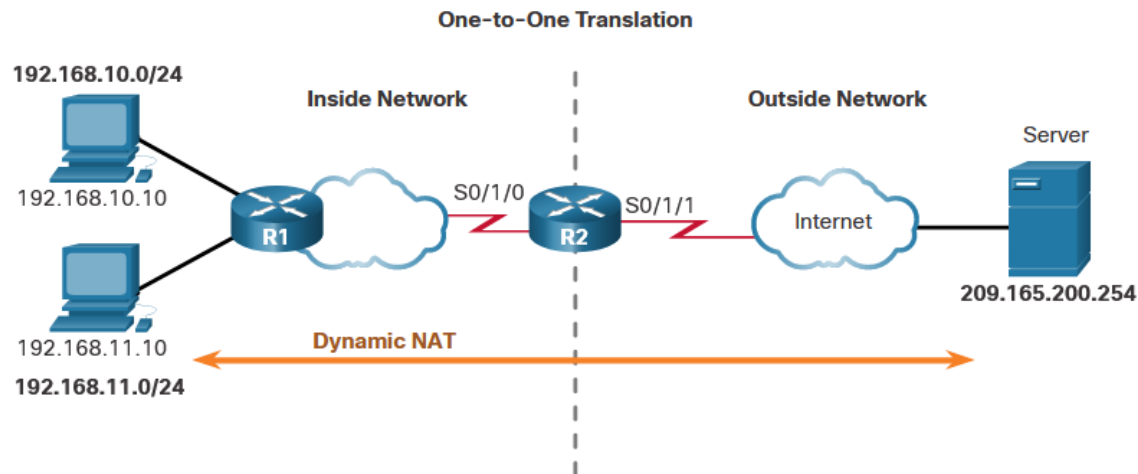 One-to-One Translation
192.168.10.0/24
Inside Network
Outside Network
Server
192.168.10.10
S0/1/0
S0/1/1
R1
R2
Internet
209.165.200.254
192.168.11.10
Dynamic NAT
192.168.11.0/24